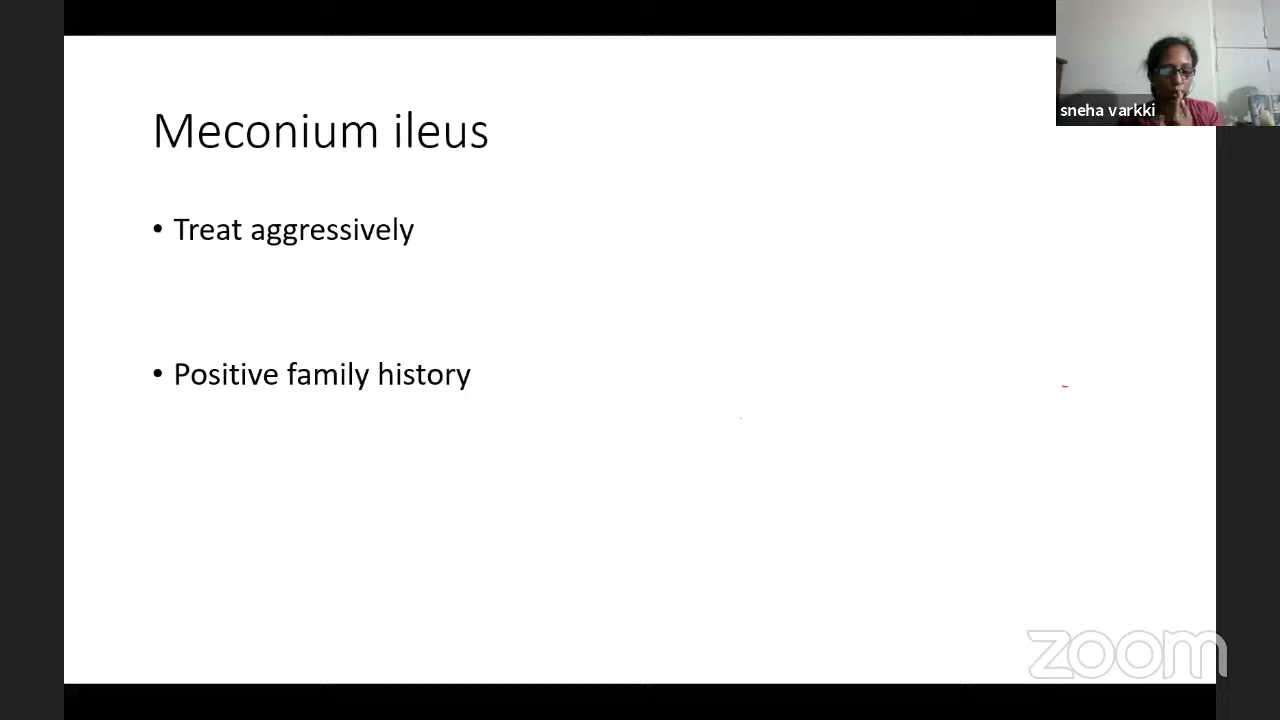 Meconium ileus
sneha varkki
• Treat aggressively
• Positive family history
zoom